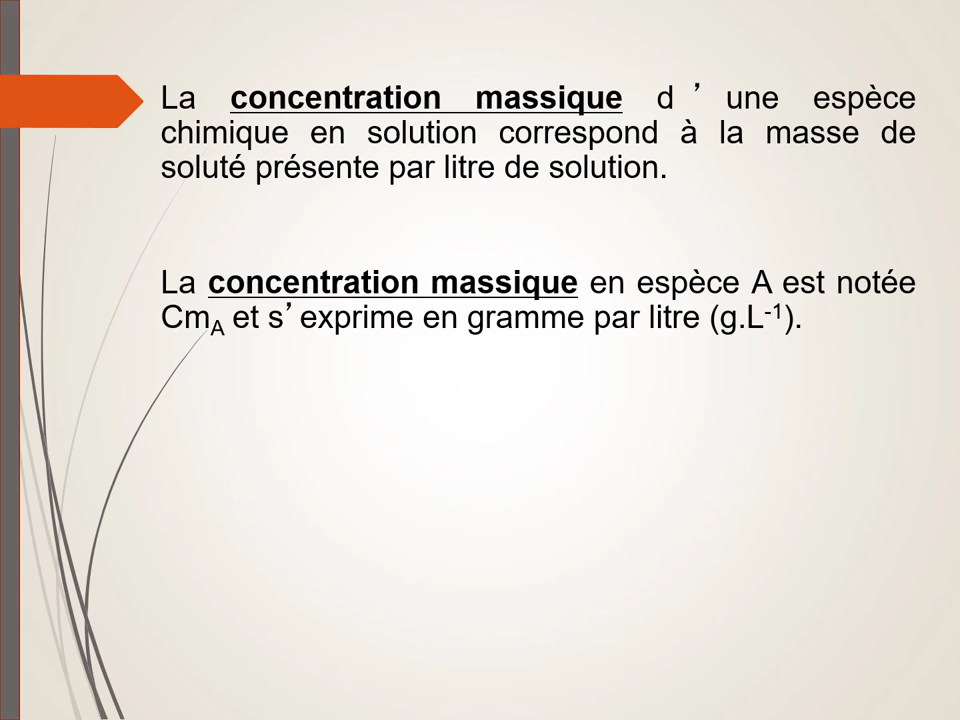 La concentration massique d’une espèce
chimique en solution correspond à la masse de
soluté présente par litre de solution.
La concentration massique en espèce A est notée
CmA et s’exprime en gramme par litre (g.L-1).